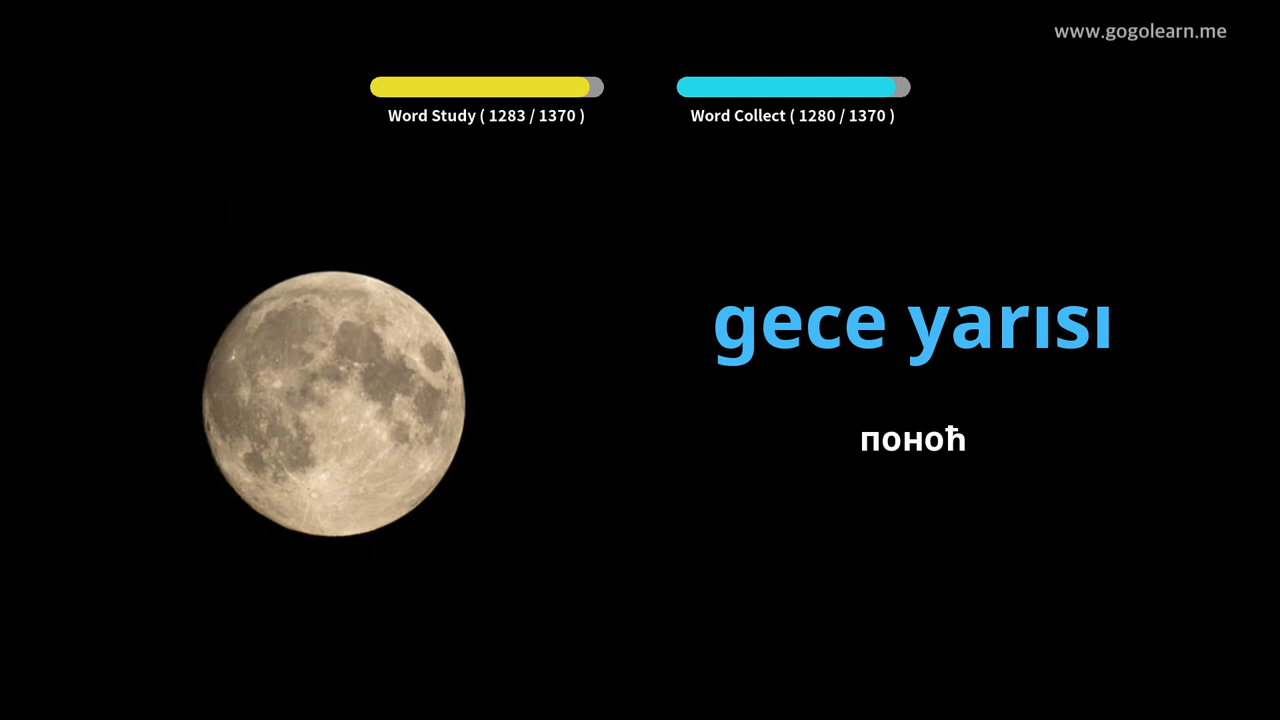 www.gogolearn.me
Word Study ( 1283 / 1370 )
Word Collect ( 1280 / 1370 )
gece yarısı
поноћ